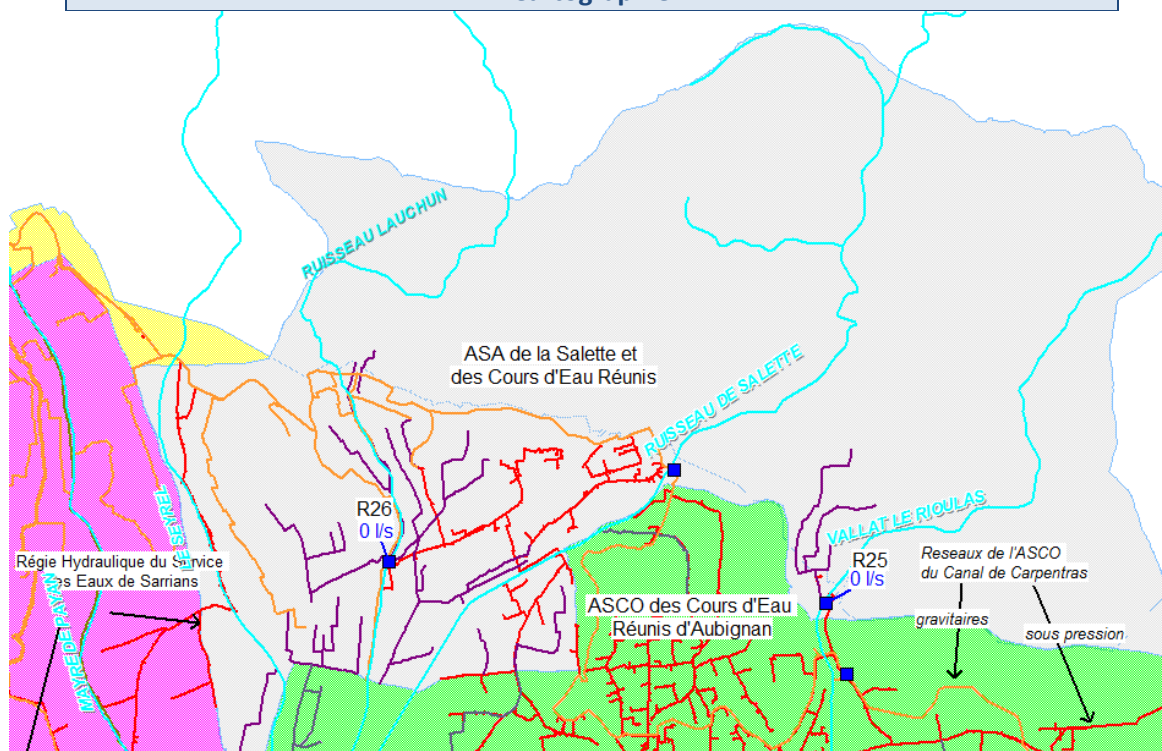 RUISSEAU LAUCHUN
ASA de la Salette et
des Cours d'Eau Réunis
RUISSEAU DE SALETTE
R26
0 l/s
VALLAT LE RIOULAS
Reseaux de l'ASCO
du Canal de Carpentras
R25
0 l/s
Régie Hydraulique du Service
es Eaux de Sarrians
SEYREL
MAYRE DE PAYAN
ASCO des Cours d'Eau
Réunis d'Aubignan
gravitaires
sous pression